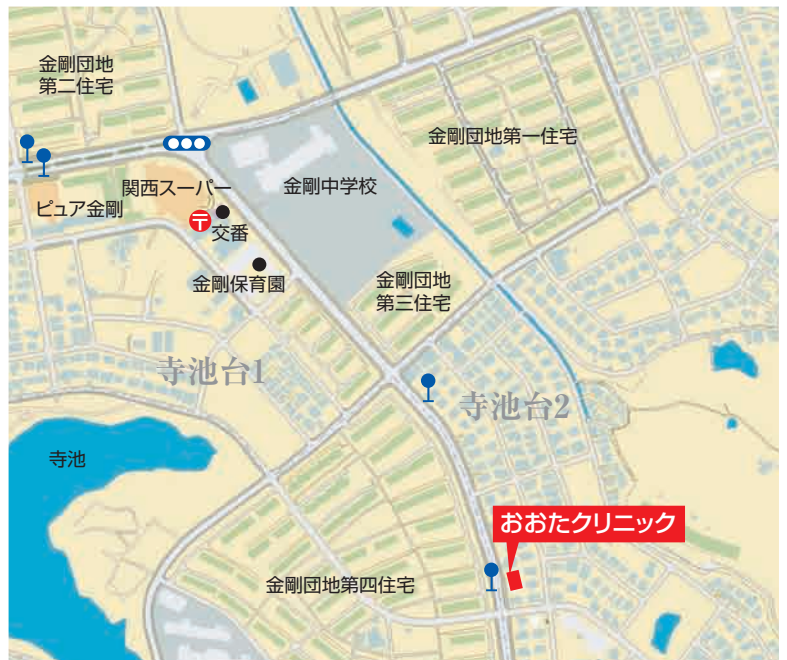 金剛団地
第二住宅
金剛団地第一住宅
関西スーパー
金剛中学校
ピュア金剛
〒
交番
金剛保育園
金剛団地
第三住宅
寺池台1
寺池台2
寺池
おおたクリニック
金剛団地第四住宅